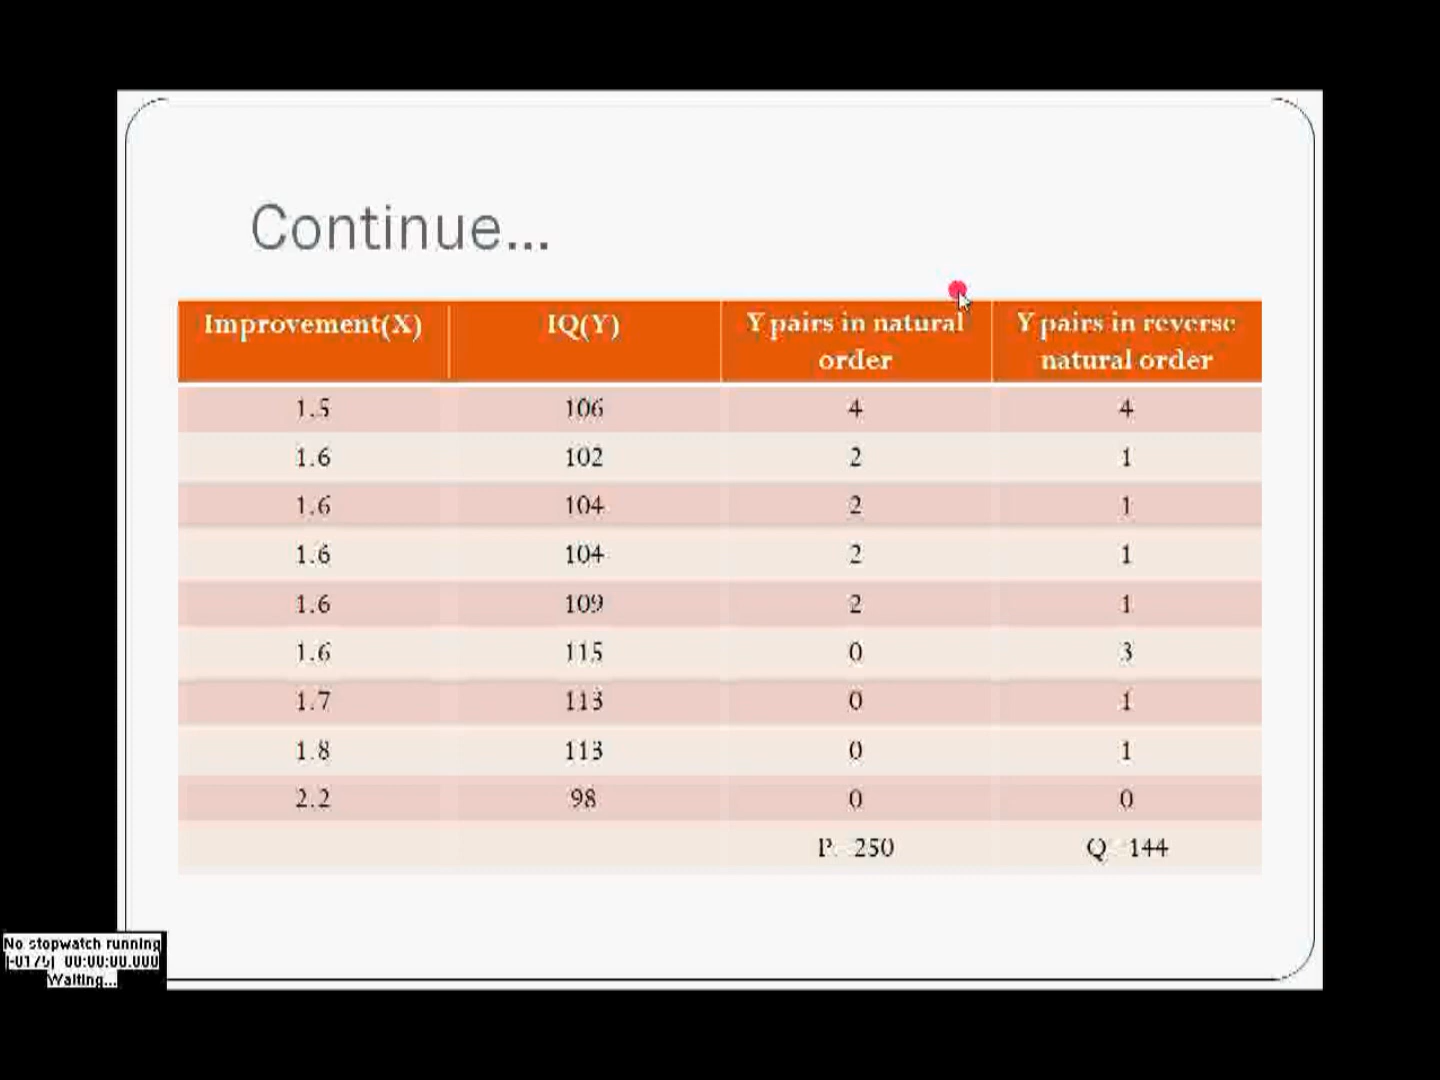 Continue...
Improvement(X) IQ(Y) Y pairs in natural order Y pairs in reverse natural order
1.5 106 4 4
1.6 102 2 1
1.6 104 2 1
1.6 104 2 1
1.6 109 2 1
1.6 115 0 3
1.7 113 0 1
1.8 113 0 1
2.2 98 0 0
P 250 Q 144
No stopwatch running
00:00:00.000
Waiting...